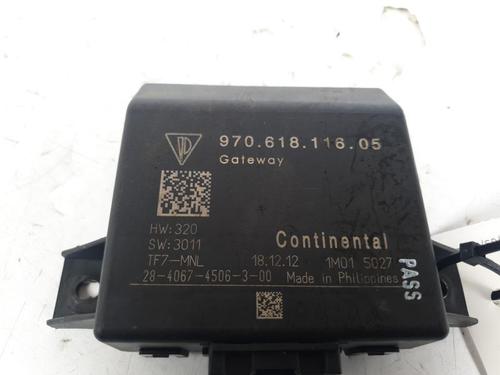 970.618.116.05
Gateway
HW:320
SW:3011
Continental
TF7-MNL 18.12.12 1M01 5027
28-4067-4506-3-00 Made in Philippines
PASS